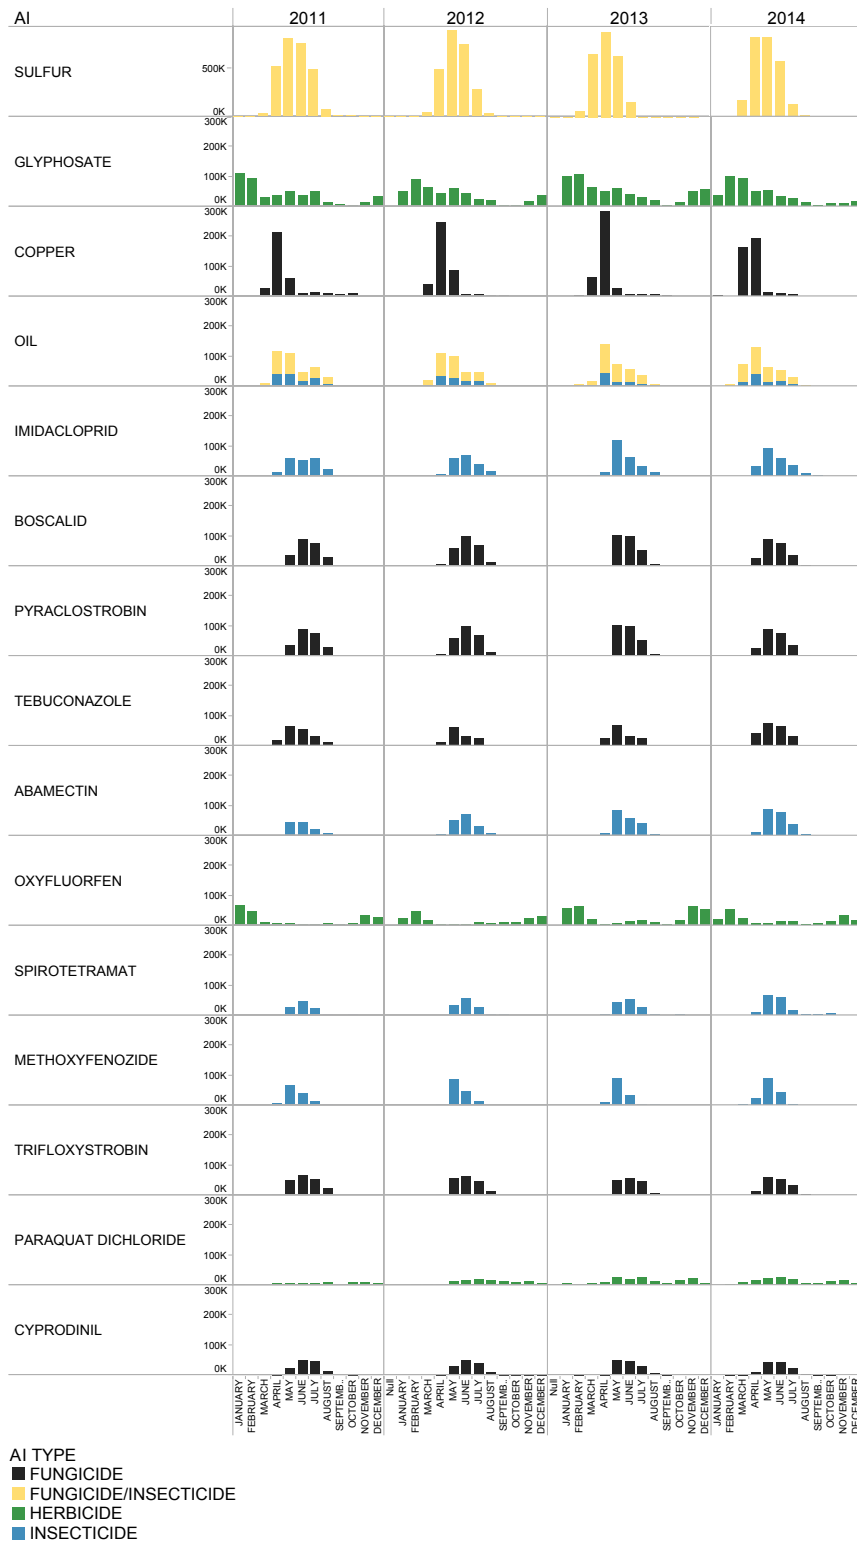 AI 2011 2012 2013 2014
SULFUR
500K
0K
GLYPHOSATE
300K
200K
100K
0K
COPPER
300K
200K
100K
0K
OIL
300K
200K
100K
0K
IMIDACLOPRID
300K
200K
100K
0K
BOSCALID
300K
200K
100K
0K
PYRACLOSTROBIN
300K
200K
100K
0K
TEBUCONAZOLE
300K
200K
100K
0K
ABAMECTIN
300K
200K
100K
0K
OXYFLUORFEN
300K
200K
100K
0K
SPIROTETRAMAT
300K
200K
100K
0K
METHOXYFENOZIDE
300K
200K
100K
0K
TRIFLOXYSTROBIN
300K
200K
100K
0K
PARAQUAT DICHLORIDE
300K
200K
100K
0K
CYPRODINIL
300K
200K
100K
0K
JANUARY
FEBRUARY
MARCH
APRIL
MAY
JUNE
JULY
AUGUST
SEPTEMB..
OCTOBER
NOVEMBER
DECEMBER
Null
JANUARY
FEBRUARY
MARCH
APRIL
MAY
JUNE
JULY
AUGUST
SEPTEMB..
OCTOBER
NOVEMBER
DECEMBER
Null
JANUARY
FEBRUARY
MARCH
APRIL
MAY
JUNE
JULY
AUGUST
SEPTEMB..
OCTOBER
NOVEMBER
DECEMBER
JANUARY
FEBRUARY
MARCH
APRIL
MAY
JUNE
JULY
AUGUST
SEPTEMB..
OCTOBER
NOVEMBER
DECEMBER
AI TYPE
FUNGICIDE
FUNGICIDE/INSECTICIDE
HERBICIDE
INSECTICIDE